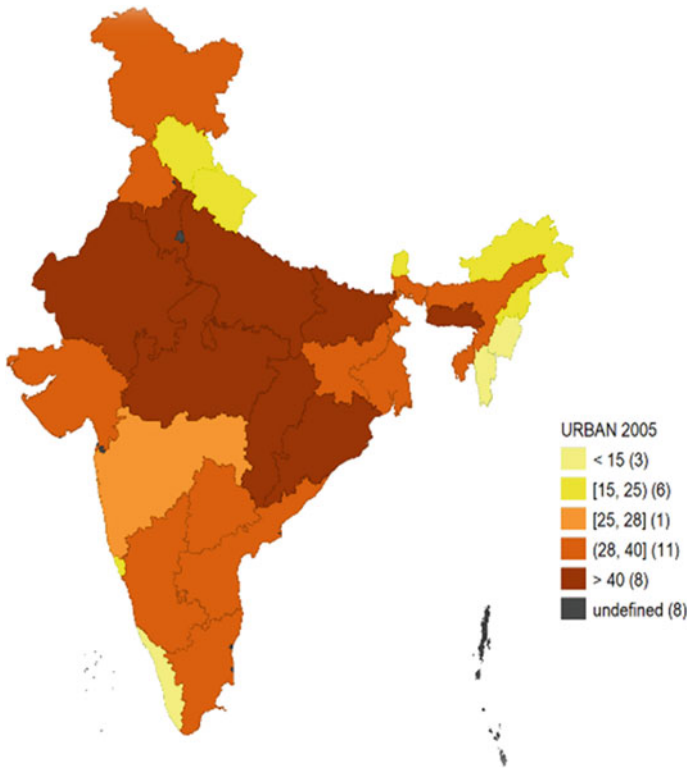 URBAN 2005
< 15 (3)
[15, 25) (6)
[25, 28] (1)
(28, 40] (11)
> 40 (8)
undefined (8)